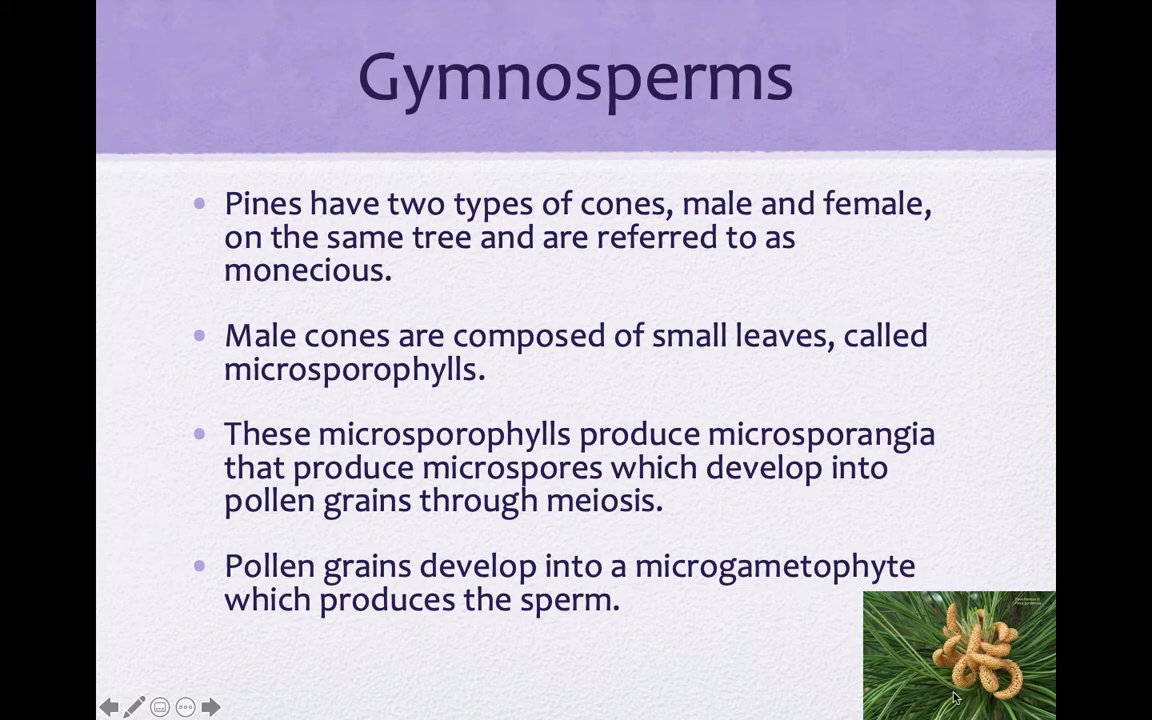 Gymnosperms
• Pines have two types of cones, male and female,
on the same tree and are referred to as
monecious.
• Male cones are composed of small leaves, called
microsporophylls.
• These microsporophylls produce microsporangia
that produce microspores which develop into
pollen grains through meiosis.
• Pollen grains develop into a microgametophyte
which produces the sperm.